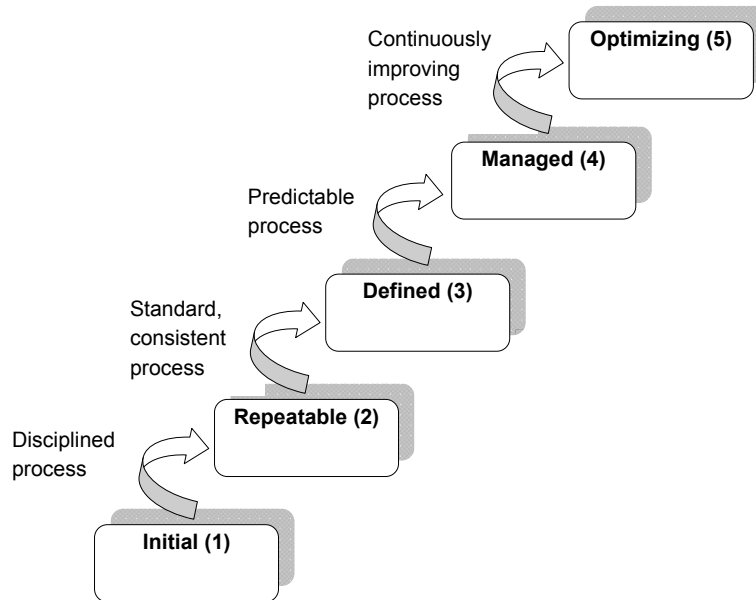 Continuously
improving
process
Optimizing (5)
Managed (4)
Predictable
process
Defined (3)
Standard,
consistent
process
Repeatable (2)
Disciplined
process
Initial (1)